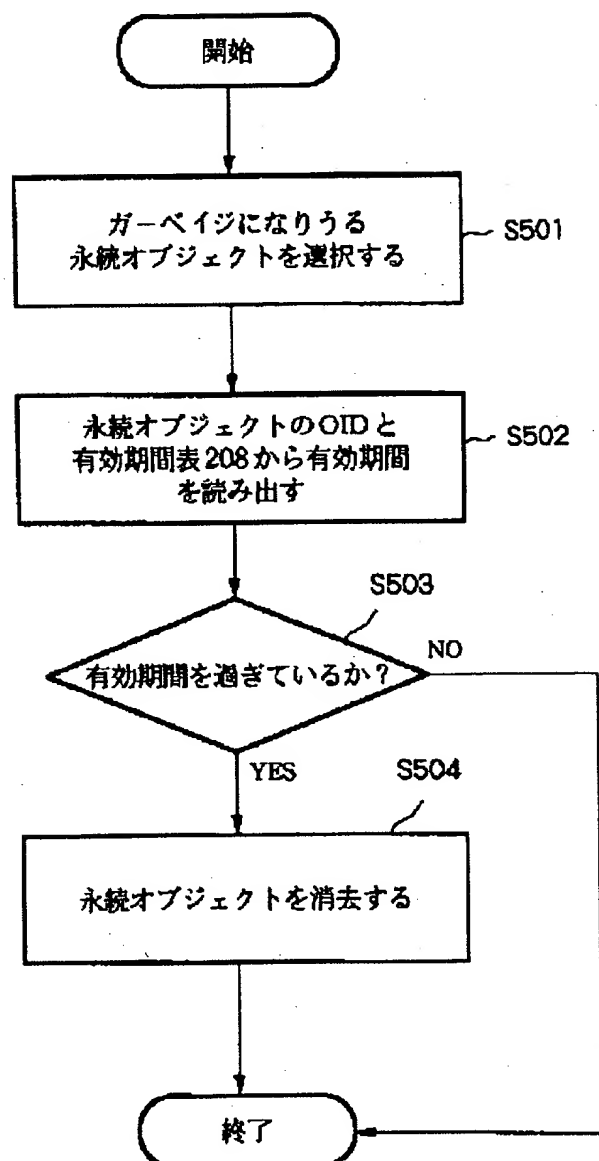 開始
ガーベイジになりうる
永続オブジェクトを選択する
S501
永続オブジェクトのOIDと
有効期間表208から有効期間
を読み出す
S502
S503
有効期間を過ぎているか?
NO
YES
S504
永続オブジェクトを消去する
終了